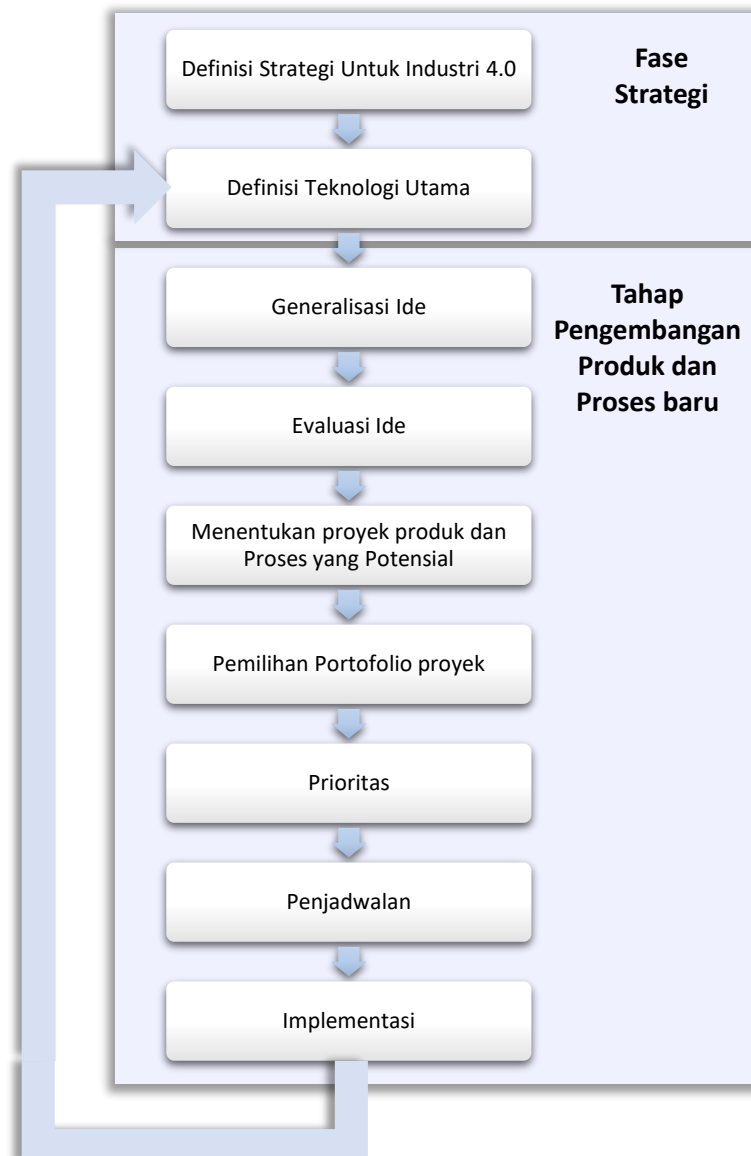 Definisi Strategi Untuk Industri 4.0
Fase
Strategi
Definisi Teknologi Utama
Generalisasi Ide
Tahap
Pengembangan
Produk dan
Proses baru
Evaluasi Ide
Menentukan proyek produk dan
Proses yang Potensial
Pemilihan Portofolio proyek
Prioritas
Penjadwalan
Implementasi